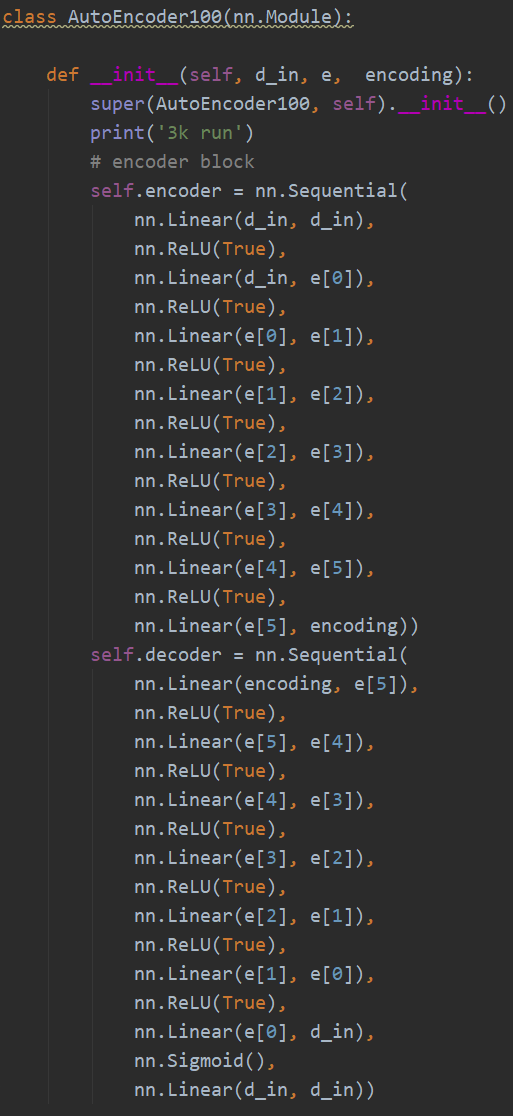 class AutoEncoder100(nn.Module):
def __init__(self, d_in, e,  encoding):
super(AutoEncoder100, self).__init__()
print('3k run')
# encoder block
self.encoder = nn.Sequential(
nn.Linear(d_in, d_in),
nn.ReLU(True),
nn.Linear(d_in, e[0]),
nn.ReLU(True),
nn.Linear(e[0], e[1]),
nn.ReLU(True),
nn.Linear(e[1], e[2]),
nn.ReLU(True),
nn.Linear(e[2], e[3]),
nn.ReLU(True),
nn.Linear(e[3], e[4]),
nn.ReLU(True),
nn.Linear(e[4], e[5]),
nn.ReLU(True),
nn.Linear(e[5], encoding))
self.decoder = nn.Sequential(
nn.Linear(encoding, e[5]),
nn.ReLU(True),
nn.Linear(e[5], e[4]),
nn.ReLU(True),
nn.Linear(e[4], e[3]),
nn.ReLU(True),
nn.Linear(e[3], e[2]),
nn.ReLU(True),
nn.Linear(e[2], e[1]),
nn.ReLU(True),
nn.Linear(e[1], e[0]),
nn.ReLU(True),
nn.Linear(e[0], d_in),
nn.Sigmoid(),
nn.Linear(d_in, d_in))